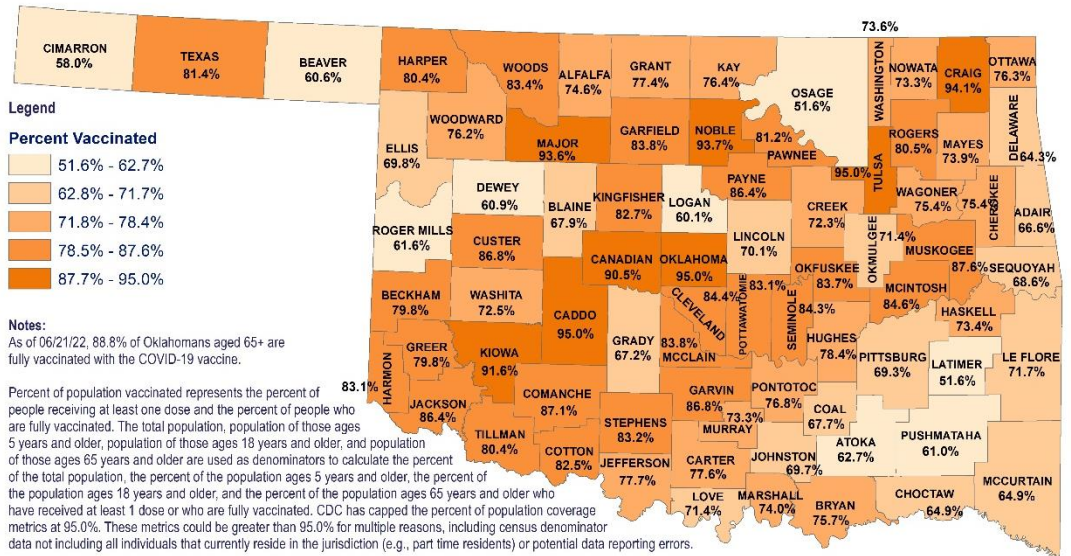 73.6%
CIMARRON
58.0%
TEXAS
81.4%
BEAVER
60.6%
HARPER
80.4%
WOODS
83.4%
ALFALFA
74.6%
GRANT
77.4%
KAY
76.4%
OSAGE
51.6%
WASHINGTON
NOWATA
73.3%
CRAIG
94.1%
OTTAWA
76.3%
DELAWARE
64.3%
Legend
Percent Vaccinated
51.6% - 62.7%
62.8% - 71.7%
71.8% - 78.4%
78.5% - 87.6%
87.7% - 95.0%
ELLIS
69.8%
WOODWARD
76.2%
MAJOR
93.6%
GARFIELD
83.8%
NOBLE
93.7%
81.2%
PAWNEE
95.0%
TULSA
ROGERS
80.5%
MAYES
73.9%
DEWEY
60.9%
BLAINE
67.9%
KINGFISHER
82.7%
LOGAN
60.1%
PAYNE
86.4%
CREEK
72.3%
WAGONER
75.4%
75.4%
CHEROKEE
ADAIR
66.6%
ROGER MILLS
61.6%
CUSTER
86.8%
CANADIAN
90.5%
OKLAHOMA
95.0%
LINCOLN
70.1%
OKMULGEE
71.4%
MUSKOGEE
87.6%
SEQUOYAH
68.6%
BECKHAM
79.8%
WASHITA
72.5%
CADDO
95.0%
GRADY
67.2%
CLEVELAND
84.4%
POTTAWATOMIE
83.1%
SEMINOLE
84.3%
OKFUSKEE
83.7%
MCINTOSH
84.6%
HASKELL
73.4%
Notes:
As of 06/21/22, 88.8% of Oklahomans aged 65+ are
fully vaccinated with the COVID-19 vaccine.
GREER
79.8%
KIOWA
91.6%
83.8%
MCCLAIN
HUGHES
78.4%
PITTSBURG
69.3%
LATIMER
51.6%
LE FLORE
71.7%
83.1%
HARMON
JACKSON
86.4%
COMANCHE
87.1%
GARVIN
86.8%
PONTOTOC
76.8%
COAL
67.7%
TILLMAN
80.4%
COTTON
82.5%
STEPHENS
83.2%
73.3%
MURRAY
ATOKA
62.7%
PUSHMATAHA
61.0%
JEFFERSON
77.7%
CARTER
77.6%
JOHNSTON
69.7%
LOVE
71.4%
MARSHALL
74.0%
BRYAN
75.7%
CHOCTAW
64.9%
MCCURTAIN
64.9%
Percent of population vaccinated represents the percent of
people receiving at least one dose and the percent of people who
are fully vaccinated. The total population, population of those ages
5 years and older, population of those ages 18 years and older, and population
of those ages 65 years and older are used as denominators to calculate the percent
of the total population, the percent of the population ages 5 years and older, the percent of
the population ages 18 years and older, and the percent of the population ages 65 years and older who
have received at least 1 dose or who are fully vaccinated. CDC has capped the percent of population coverage
metrics at 95.0%. These metrics could be greater than 95.0% for multiple reasons, including census denominator
data not including all individuals that currently reside in the jurisdiction (e.g., part time residents) or potential data reporting errors.